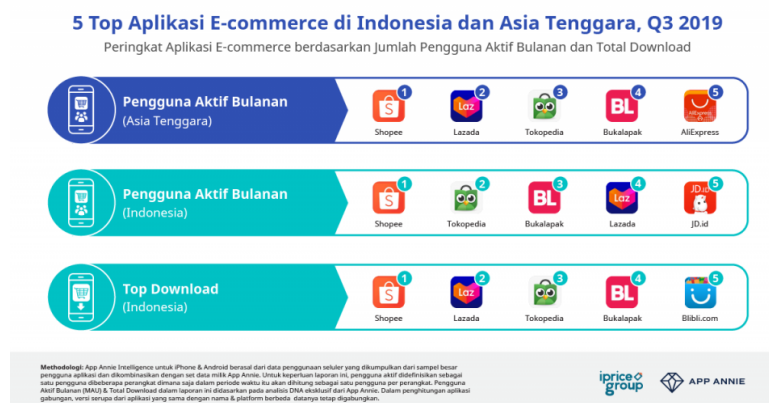 5 Top Aplikasi E-commerce di Indonesia dan Asia Tenggara, Q3 2019
Peringkat Aplikasi E-commerce berdasarkan Jumlah Pengguna Aktif Bulanan dan Total Download
Pengguna Aktif Bulanan
(Asia Tenggara)
1 2 3 4 5
S Laz BL AliExpress
Shopee Lazada Tokopedia Bukalapak AliExpress
Pengguna Aktif Bulanan
(Indonesia)
1 2 3 4 5
S BL Laz JD.id
Shopee Tokopedia Bukalapak Lazada JD.id
Top Download
(Indonesia)
1 2 3 4 5
S Laz BL
Shopee Lazada Tokopedia Bukalapak Blibli.com
Methodologi: App Annie Intelligence untuk iPhone & Android berasal dari data penggunaan seluler yang dikumpulkan dari sampel besar
pengguna aplikasi dan dikombinasikan dengan set data milik App Annie. Untuk keperluan laporan ini, pengguna aktif didefinisikan sebagai
satu pengguna dibeberapa perangkat dimana saja dalam periode waktu itu akan dihitung sebagai satu pengguna per perangkat. Pengguna
Aktif Bulanan (MAU) & Total Download dalam laporan ini didasarkan pada analisis DNA eksklusif dari App Annie. Dalam penghitungan aplikasi
gabungan, versi serupa dari aplikasi yang sama dengan nama & platform berbeda datanya tetap digabungkan.
iprice group
APP ANNIE